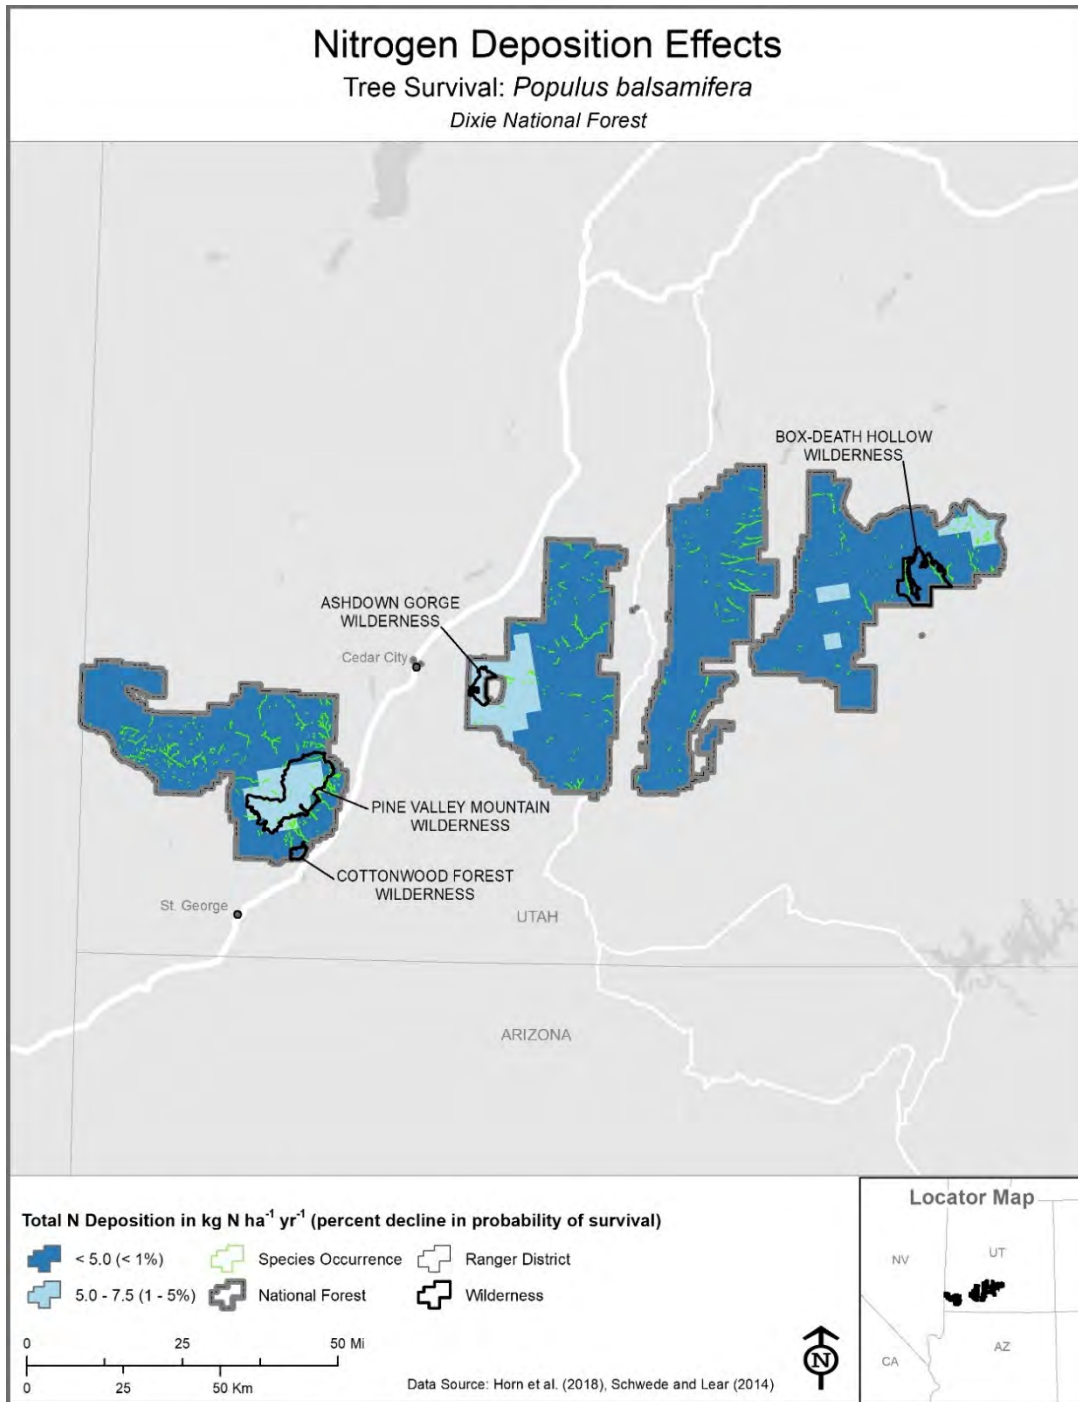 Nitrogen Deposition Effects
Tree Survival: Populus balsamifera
Dixie National Forest
BOX-DEATH HOLLOW
WILDERNESS
ASHDOWN GORGE
WILDERNESS
Cedar City
PINE VALLEY MOUNTAIN
WILDERNESS
COTTONWOOD FOREST
WILDERNESS
St. George
UTAH
ARIZONA
Total N Deposition in kg N ha⁻¹ yr⁻¹ (percent decline in probability of survival)
< 5.0 (< 1%) Species Occurrence Ranger District
5.0 - 7.5 (1 - 5%) National Forest Wilderness
0 25 50 Mi
0 25 50 Km
N
Data Source: Horn et al. (2018), Schwede and Lear (2014)
Locator Map
NV UT
CA AZ